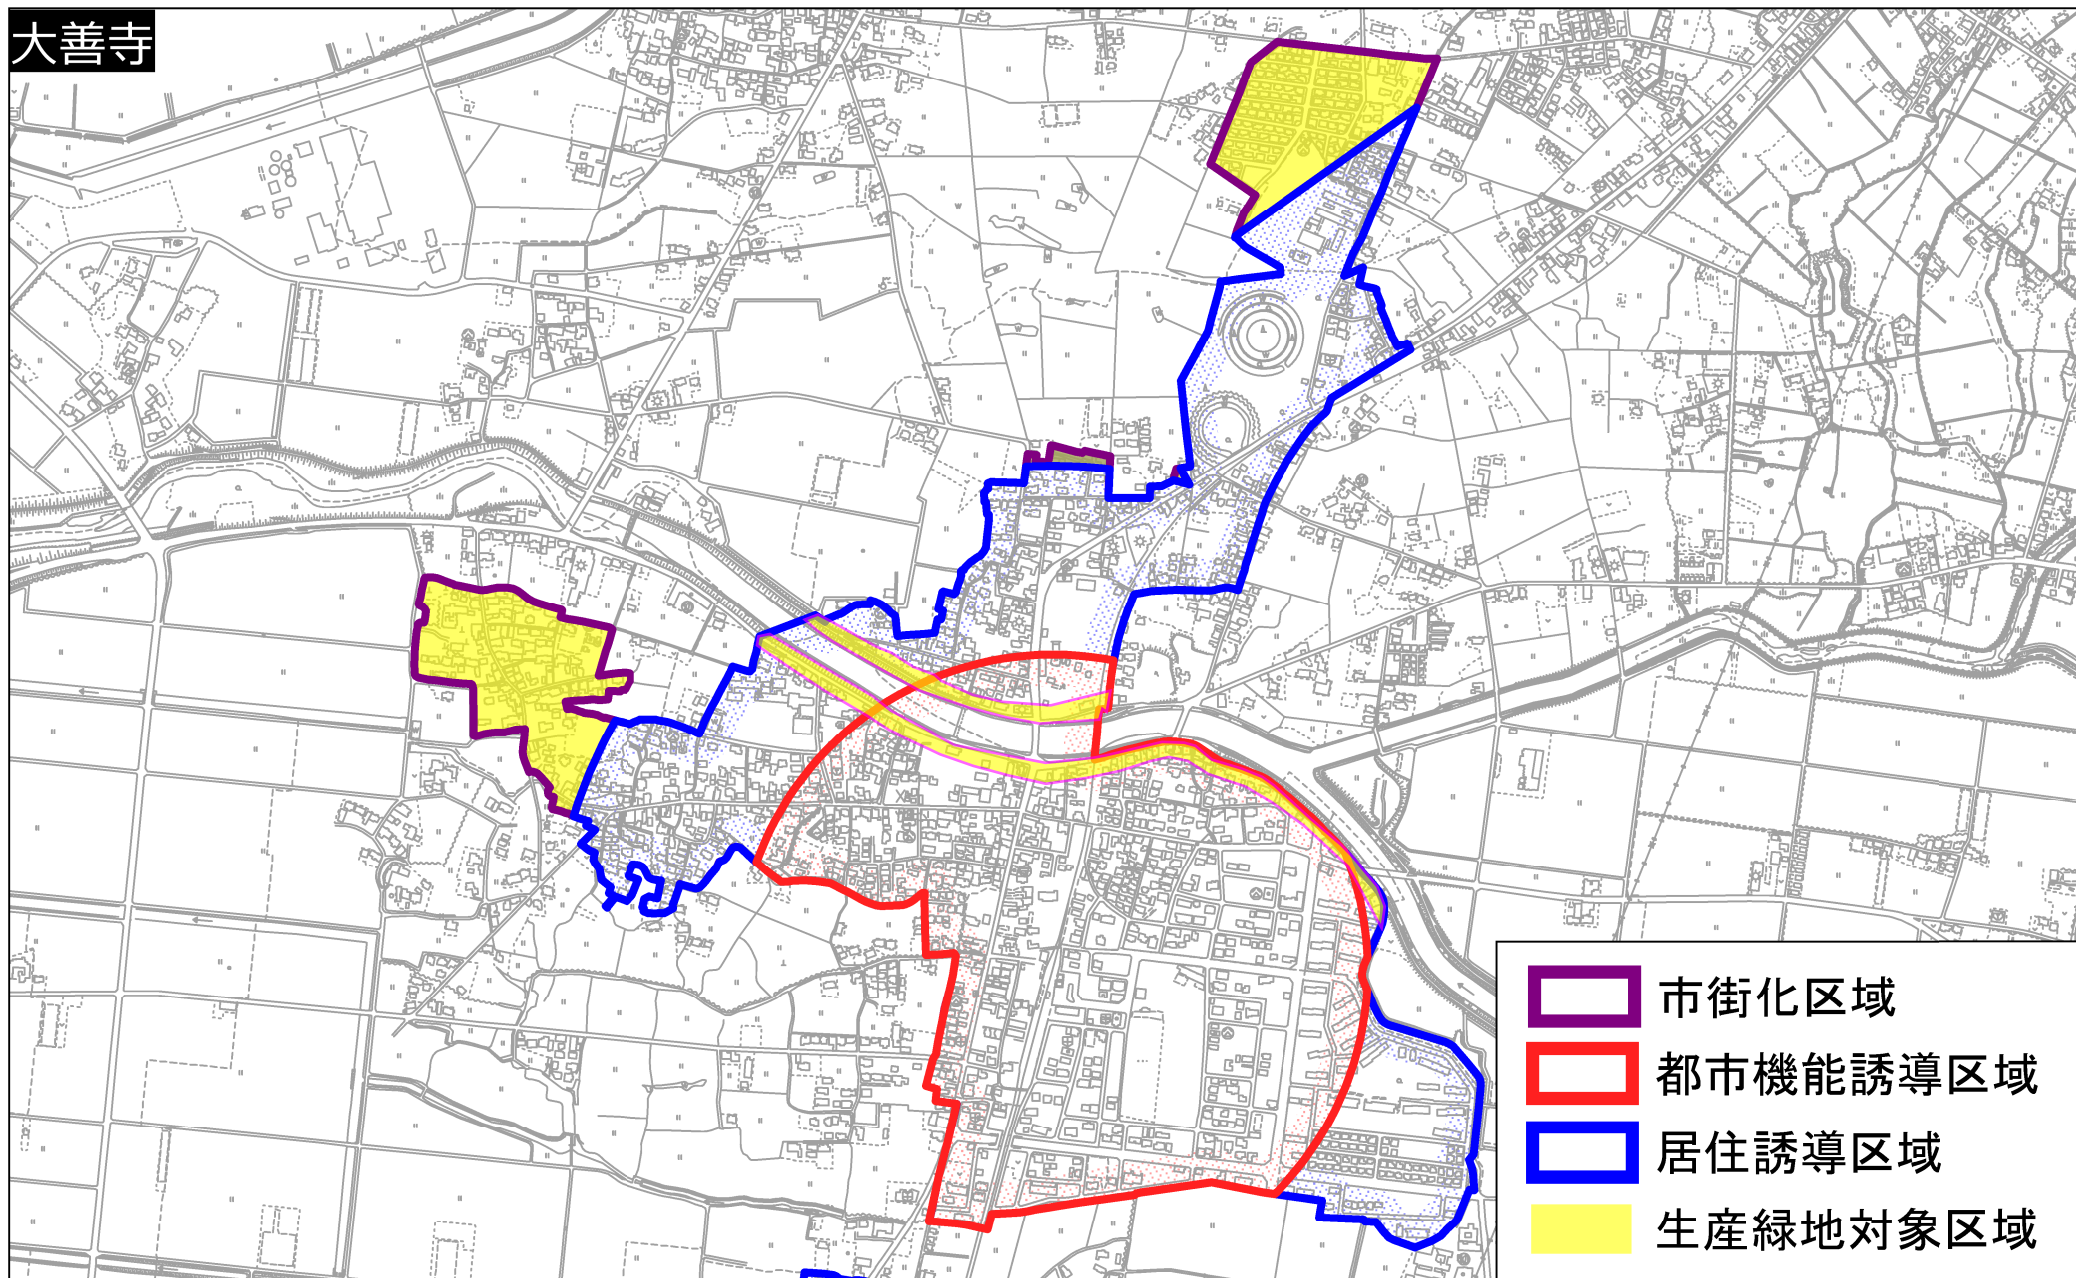 大善寺
市街化区域
都市機能誘導区域
居住誘導区域
生産緑地対象区域